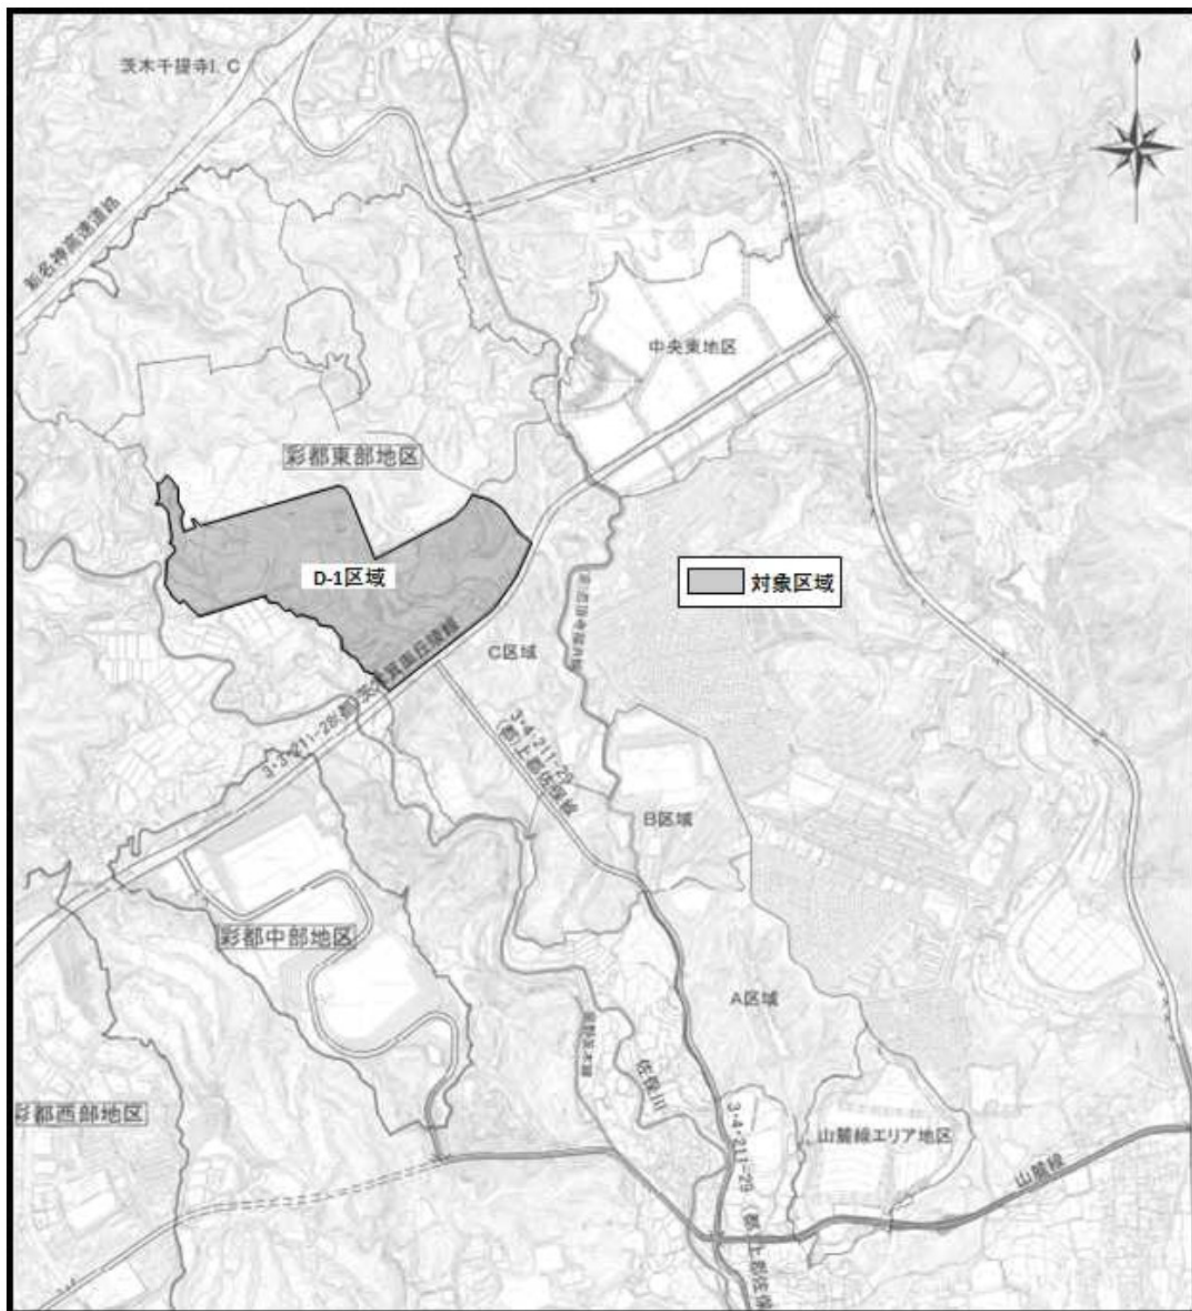 茨木千提寺I.C
新名神高速道路
中央東地区
彩都東部地区
D-1区域
対象区域
C区域
3・3・211-28(都)茨木箕面丘陵線
3・4・211-29
(都)上郡佐保線
B区域
彩都中部地区
A区域
佐保川
彩都西部地区
山麓線エリア地区
3・4・211-29 (都)上郡佐保
山麓線